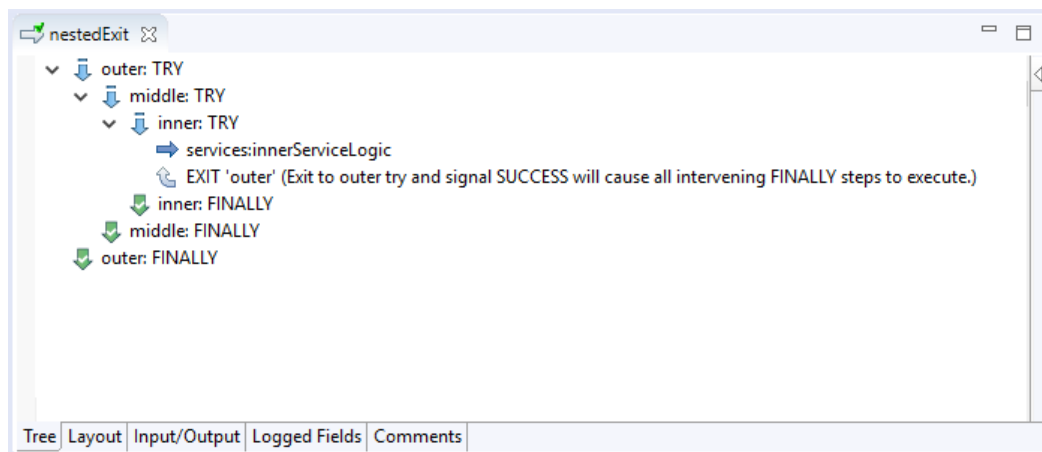 nestedExit
outer: TRY
middle: TRY
inner: TRY
services:innerServiceLogic
EXIT 'outer' (Exit to outer try and signal SUCCESS will cause all intervening FINALLY steps to execute.)
inner: FINALLY
middle: FINALLY
outer: FINALLY
Tree Layout Input/Output Logged Fields Comments